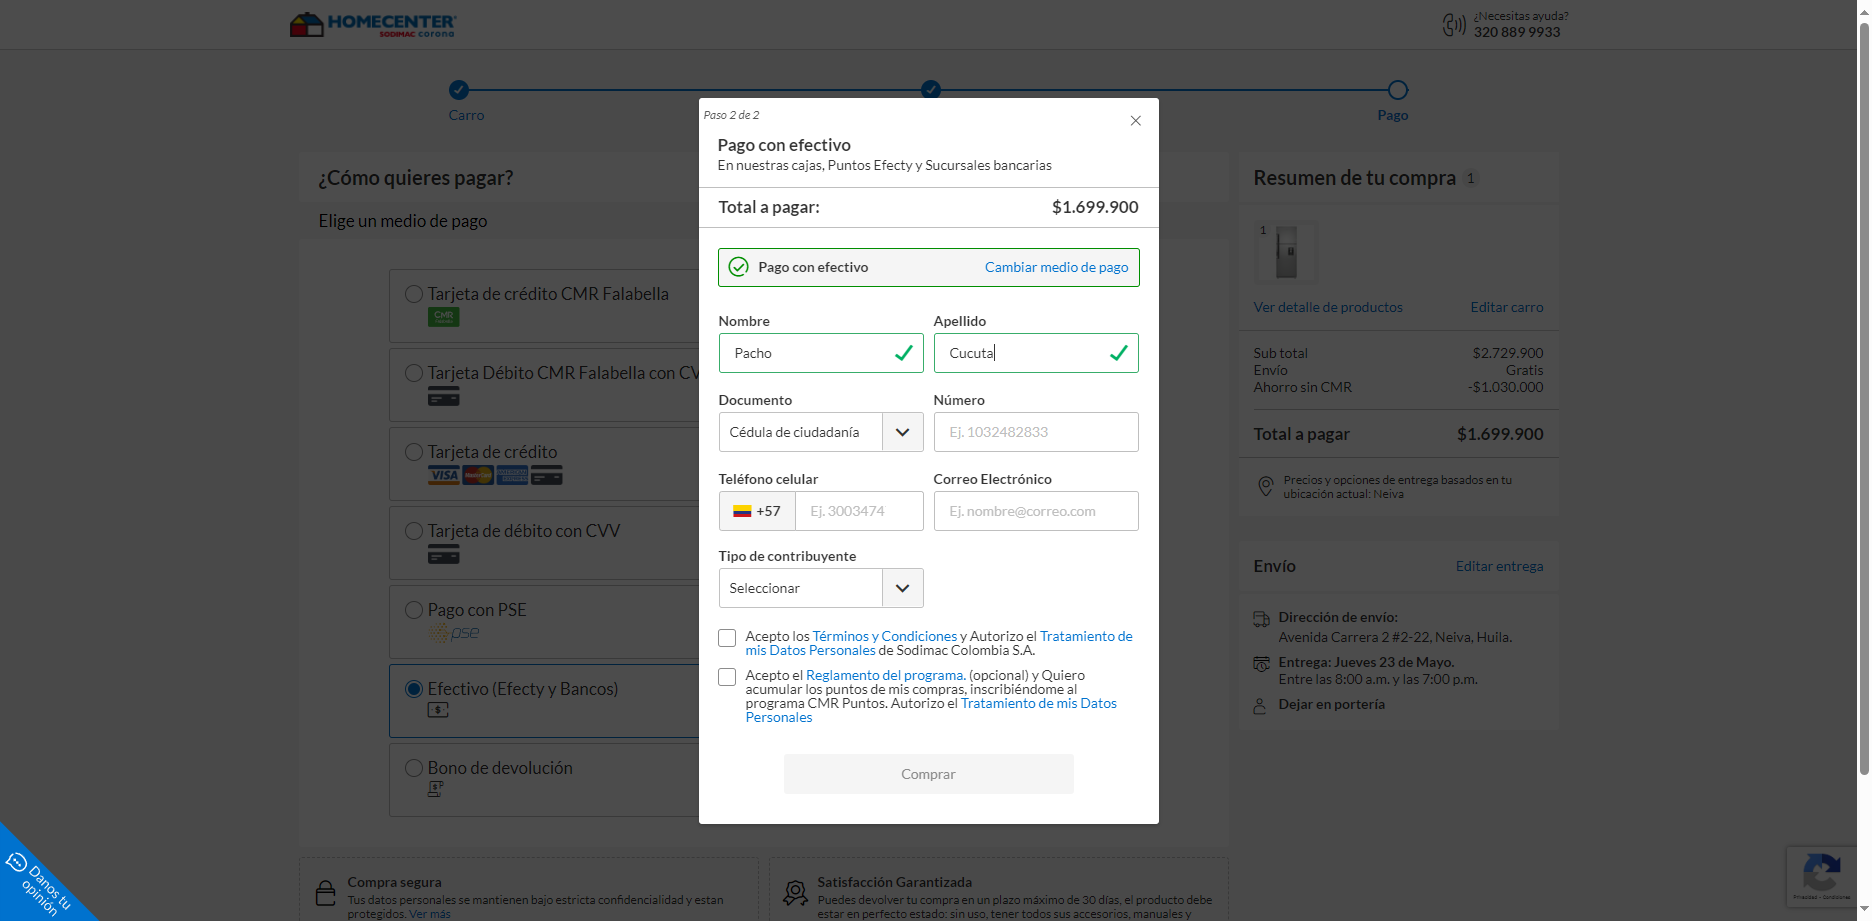 HOMECENTER
SODIMAC corona
¿Necesitas ayuda?
320 889 9933
Carro
Pago
¿Cómo quieres pagar?
Elige un medio de pago
Tarjeta de crédito CMR Falabella
CMR
Tarjeta Débito CMR Falabella con CV
Tarjeta de crédito
VISA
Tarjeta de débito con CVV
Pago con PSE
pse
Efectivo (Efecty y Bancos)
Bono de devolución
Paso 2 de 2
Pago con efectivo
En nuestras cajas, Puntos Efecty y Sucursales bancarias
Total a pagar: $1.699.900
Pago con efectivo Cambiar medio de pago
Nombre Apellido
Pacho Cucuta
Documento Número
Cédula de ciudadanía Ej. 1032482833
Teléfono celular Correo Electrónico
+57 Ej. 3003474 Ej. nombre@correo.com
Tipo de contribuyente
Seleccionar
Acepto los Términos y Condiciones y Autorizo el Tratamiento de
mis Datos Personales de Sodimac Colombia S.A.
Acepto el Reglamento del programa. (opcional) y Quiero
acumular los puntos de mis compras, inscribiéndome al
programa CMR Puntos. Autorizo el Tratamiento de mis Datos
Personales
Comprar
Resumen de tu compra 1
1
Ver detalle de productos Editar carro
Sub total $2.729.900
Envío Gratis
Ahorro sin CMR -$1.030.000
Total a pagar $1.699.900
Precios y opciones de entrega basados en tu
ubicación actual: Neiva
Envío Editar entrega
Dirección de envío:
Avenida Carrera 2 #2-22, Neiva, Huila.
Entrega: Jueves 23 de Mayo.
Entre las 8:00 a.m. y las 7:00 p.m.
Dejar en portería
Compra segura
Tus datos personales se mantienen bajo estricta confidencialidad y estan
protegidos. Ver más
Satisfacción Garantizada
Puedes devolver tu compra en un plazo máximo de 30 días, el producto debe
estar en perfecto estado: sin uso, tener todos sus accesorios, manuales y
Danos tu
opinión
Privacidad - Condiciones